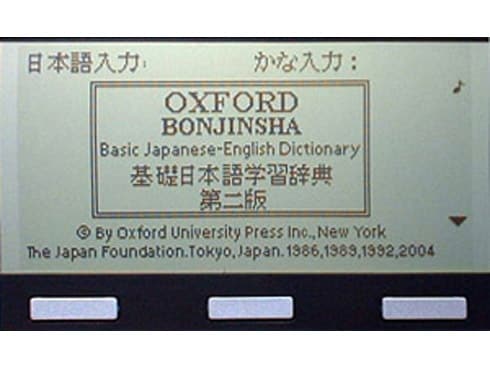 日本語入力: かな入力:
OXFORD
BONJINSHA
Basic Japanese-English Dictionary
基礎日本語学習辞典
第二版
© By Oxford University Press Inc., New York
The Japan Foundation.Tokyo,Japan.1986,1989,1992,2004